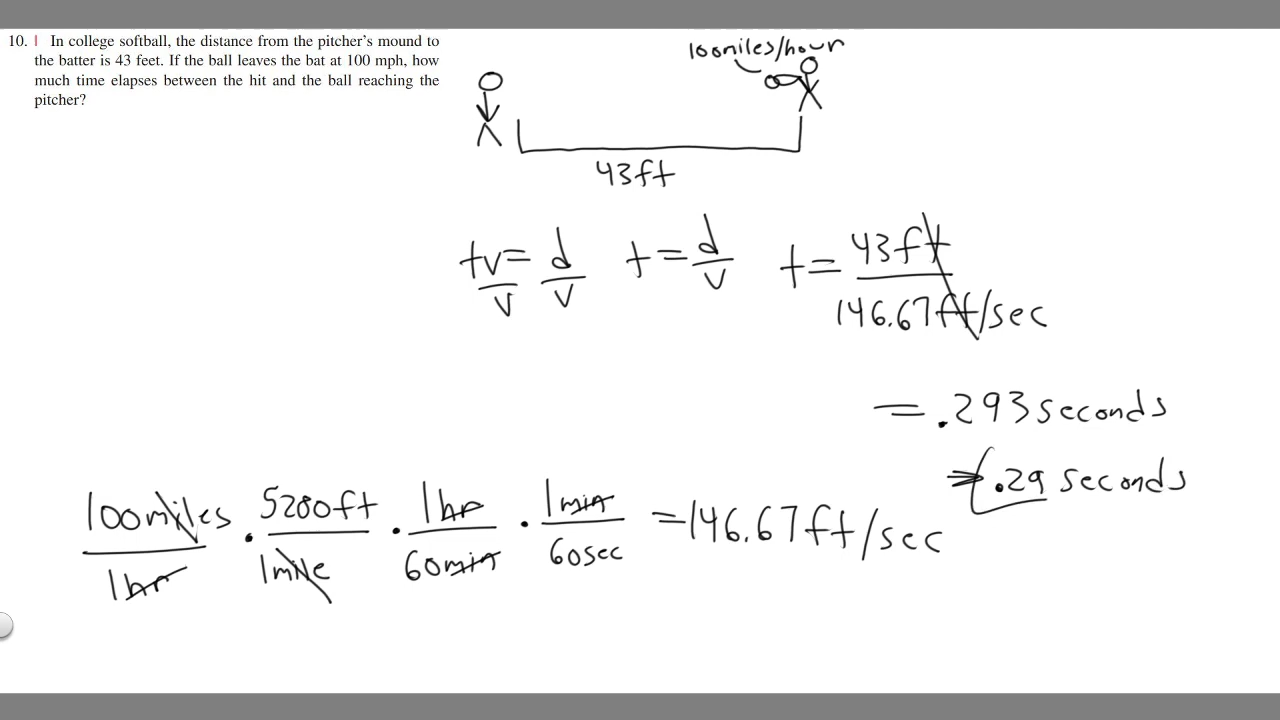 10. | In college softball, the distance from the pitcher's mound to
the batter is 43 feet. If the ball leaves the bat at 100 mph, how
much time elapses between the hit and the ball reaching the
pitcher?
100miles/hour
43ft
tv/v = d/v t = d/v t = 43ft/146.67ft/sec
= .293 seconds
= .29 seconds
100miles/1hr · 5280ft/1mile · 1hr/60min · 1min/60sec = 146.67ft/sec